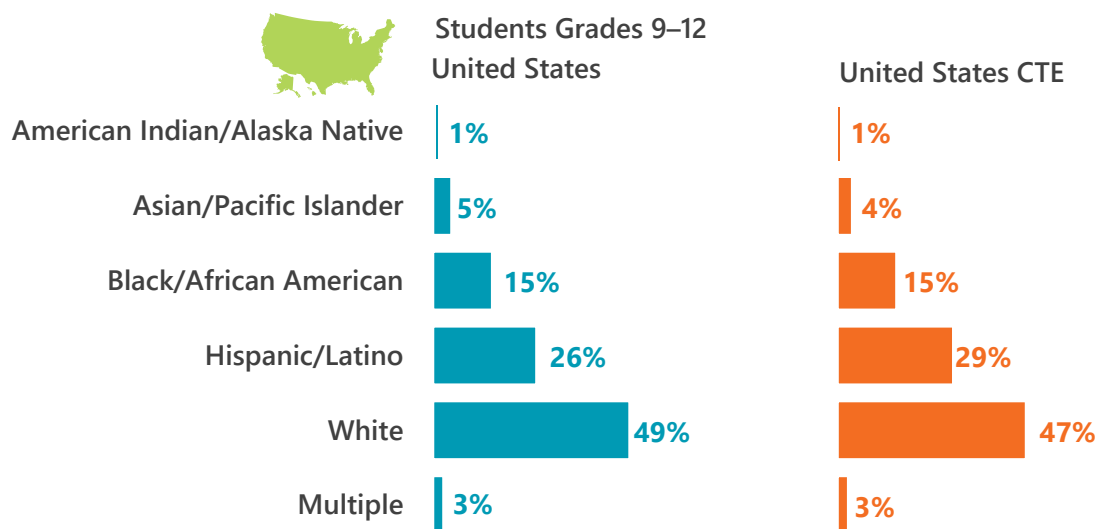 Students Grades 9–12
United States
United States CTE
American Indian/Alaska Native 1% 1%
Asian/Pacific Islander 5% 4%
Black/African American 15% 15%
Hispanic/Latino 26% 29%
White 49% 47%
Multiple 3% 3%